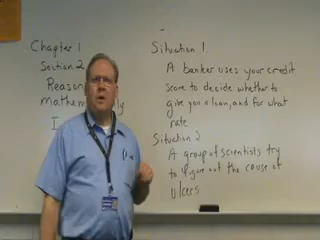 Chapter 1
Section 2
Reason
mathem ly
I
Situation 1
A banker uses your credit
score to decide whether to
give you a loan, and for what
rate
Situation 2
A group of scientists try
to figure out the cause of
ulcers